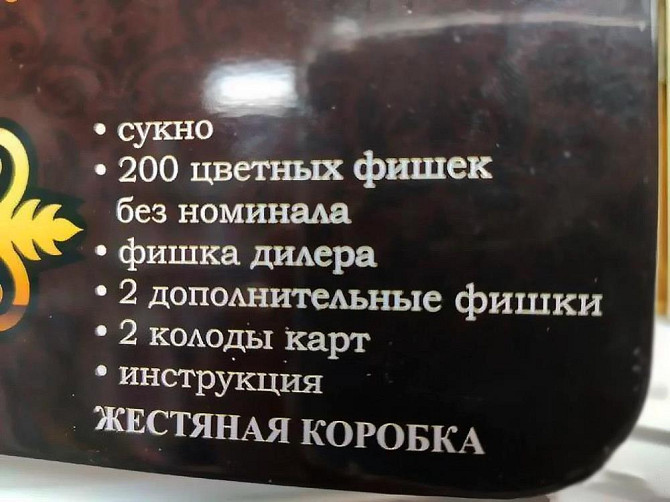 • сукно
• 200 цветных фишек
без номинала
• фишка дилера
• 2 дополнительные фишки
• 2 колоды карт
• инструкция
ЖЕСТЯНАЯ КОРОБКА